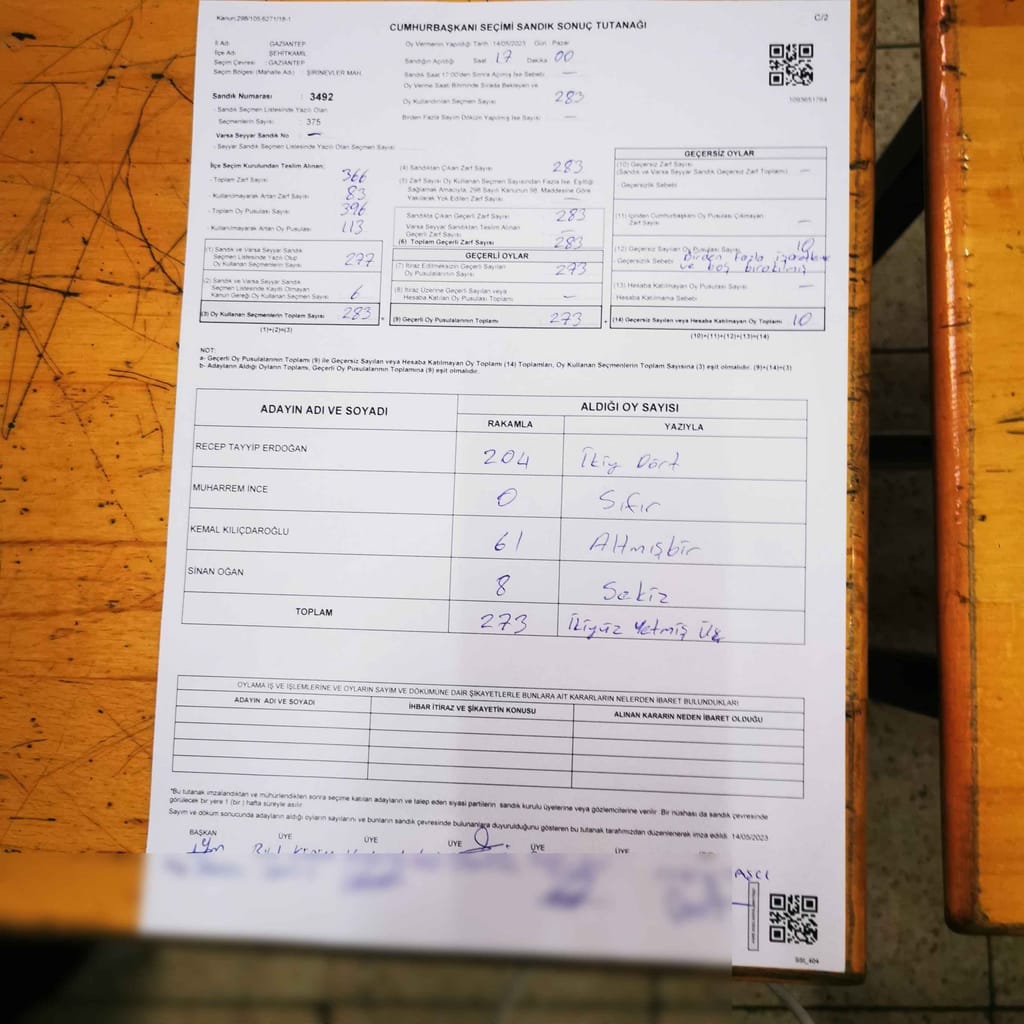 Kanun:298/105,6271/18-1
C/2
CUMHURBAŞKANI SEÇİMİ SANDIK SONUÇ TUTANAĞI
İl Adı : GAZİANTEP
İlçe Adı : ŞEHİTKAMİL
Seçim Çevresi : GAZİANTEP
Seçim Bölgesi (Mahalle Adı) : ŞİRİNEVLER MAH.
Sandık Numarası : 3492
- Sandık Seçmen Listesinde Yazılı Olan
Seçmenlerin Sayısı : 375
Varsa Seyyar Sandık No : —
- Seyyar Sandık Seçmen Listesinde Yazılı Olan Seçmen Sayısı
Oy Vermenin Yapıldığı Tarih :14/05/2023 Gün : Pazar
Sandığın Açıldığı Saat 17 Dakika 00
Sandık Saat 17:00'den Sonra Açılmış İse Sebebi —
Oy Verme Saati Bitiminde Sırada Bekleyen ve
Oy Kullandırılan Seçmen Sayısı 283
Birden Fazla Sayım Döküm Yapılmış İse Sayısı —
1093651784
İlçe Seçim Kurulundan Teslim Alınan;
- Toplam Zarf Sayısı 366
- Kullanılmayarak Artan Zarf Sayısı 83
- Toplam Oy Pusulası Sayısı 396
- Kullanılmayarak Artan Oy Pusulası 113
(1) Sandık ve Varsa Seyyar Sandık
Seçmen Listesinde Yazılı Olup
Oy Kullanan Seçmenlerin Sayısı 277
(2) Sandık ve Varsa Seyyar Sandık
Seçmen Listesinde Kayıtlı Olmayan
Kanun Gereği Oy Kullanan Seçmen Sayısı 6
(3) Oy Kullanan Seçmenlerin Toplam Sayısı 283
(1)+(2)=(3)
(4) Sandıktan Çıkan Zarf Sayısı 283
(5) Zarf Sayısı Oy Kullanan Seçmen Sayısından Fazla İse, Eşitliği
Sağlamak Amacıyla, 298 Sayılı Kanunun 98. Maddesine Göre
Yakılarak Yok Edilen Zarf Sayısı —
Sandıkta Çıkan Geçerli Zarf Sayısı 283
Varsa Seyyar Sandıktan Teslim Alınan
Geçerli Zarf Sayısı —
(6) Toplam Geçerli Zarf Sayısı 283
GEÇERLİ OYLAR
(7) İtiraz Edilmeksizin Geçerli Sayılan
Oy Pusulalarının Sayısı 273
(8) İtiraz Üzerine Geçerli Sayılan veya
Hesaba Katılan Oy Pusulası Toplamı —
(9) Geçerli Oy Pusulalarının Toplamı 273
GEÇERSİZ OYLAR
(10) Geçersiz Zarf Sayısı
(Sandık ve Varsa Seyyar Sandık Geçersiz Zarf Toplamı) —
- Geçersizlik Sebebi
(11) İçinden Cumhurbaşkanı Oy Pusulası Çıkmayan
Zarf Sayısı —
(12) Geçersiz Sayılan Oy Pusulası Sayısı 10
- Geçersizlik Sebebi Birden fazla
ve boş bırakılmış
(13) Hesaba Katılmayan Oy Pusulası Sayısı —
Hesaba Katılmama Sebebi
(14) Geçersiz Sayılan veya Hesaba Katılmayan Oy Toplamı 10
(10)+(11)+(12)+(13)=(14)
NOT:
a- Geçerli Oy Pusulalarının Toplamı (9) ile Geçersiz Sayılan veya Hesaba Katılmayan Oy Toplamı (14) Toplamları, Oy Kullanan Seçmenlerin Toplam Sayısına (3) eşit olmalıdır. (9)+(14)=(3)
b- Adayların Aldığı Oyların Toplamı, Geçerli Oy Pusulalarının Toplamına (9) eşit olmalıdır.
ADAYIN ADI VE SOYADI
ALDIĞI OY SAYISI
RAKAMLA YAZIYLA
RECEP TAYYİP ERDOĞAN 204 İkiy Dört
MUHARREM İNCE 0 Sıfır
KEMAL KILIÇDAROĞLU 61 Altmışbir
SİNAN OĞAN 8 Sekiz
TOPLAM 273 İkiyüz Yetmiş Üç
OYLAMA İŞ VE İŞLEMLERİNE VE OYLARIN SAYIM VE DÖKÜMÜNE DAİR ŞİKAYETLERLE BUNLARA AİT KARARLARIN NELERDEN İBARET BULUNDUKLARI
ADAYIN ADI VE SOYADI İHBAR İTİRAZ VE ŞİKAYETİN KONUSU ALINAN KARARIN NEDEN İBARET OLDUĞU
*Bu tutanak imzalandıktan ve mühürlendikten sonra seçime katılan adayların ve talep eden siyasi partilerin sandık kurulu üyelerine veya gözlemcilerine verilir. Bir nüshası da sandık çevresinde
görülecek bir yere 1 (bir ) hafta süreyle asılır.
Sayım ve döküm sonucunda adayların aldığı oyların sayılarını ve bunların sandık çevresinde bulunanlara duyurulduğunu gösteren bu tutanak tarafımızdan düzenlenerek imza edildi. 14/05/2023
BAŞKAN ÜYE ÜYE ÜYE ÜYE ÜYE